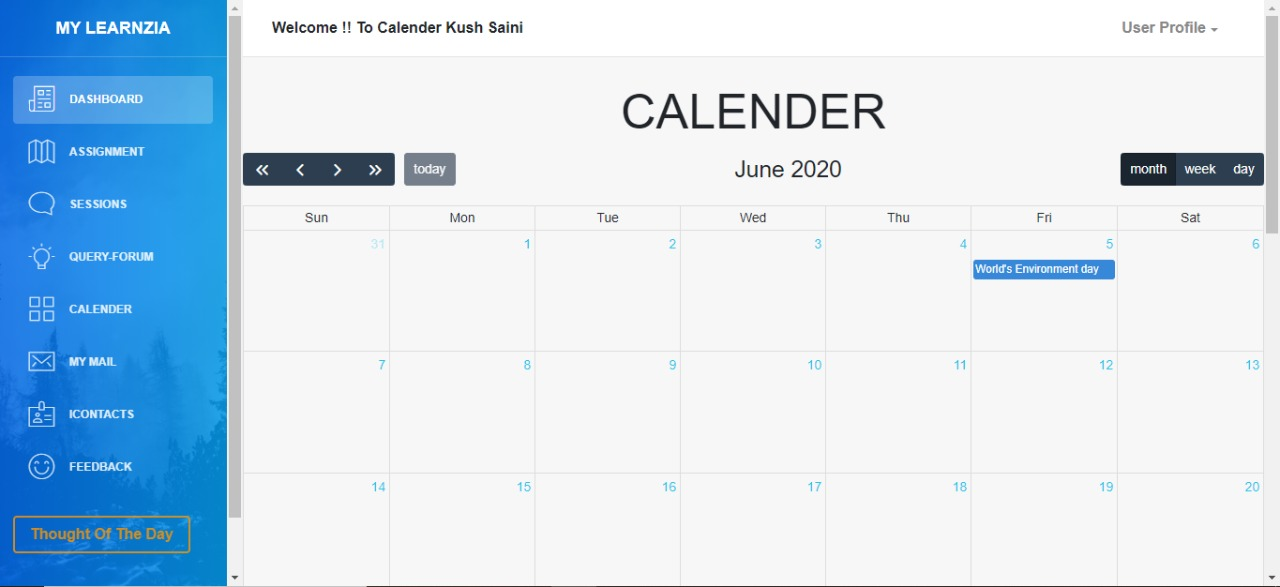 MY LEARNZIA
DASHBOARD
ASSIGNMENT
SESSIONS
QUERY-FORUM
CALENDER
MY MAIL
ICONTACTS
FEEDBACK
Thought Of The Day
Welcome !! To Calender Kush Saini
User Profile
CALENDER
today
June 2020
month week day
Sun Mon Tue Wed Thu Fri Sat
31 1 2 3 4 5 6
World's Environment day
7 8 9 10 11 12 13
14 15 16 17 18 19 20